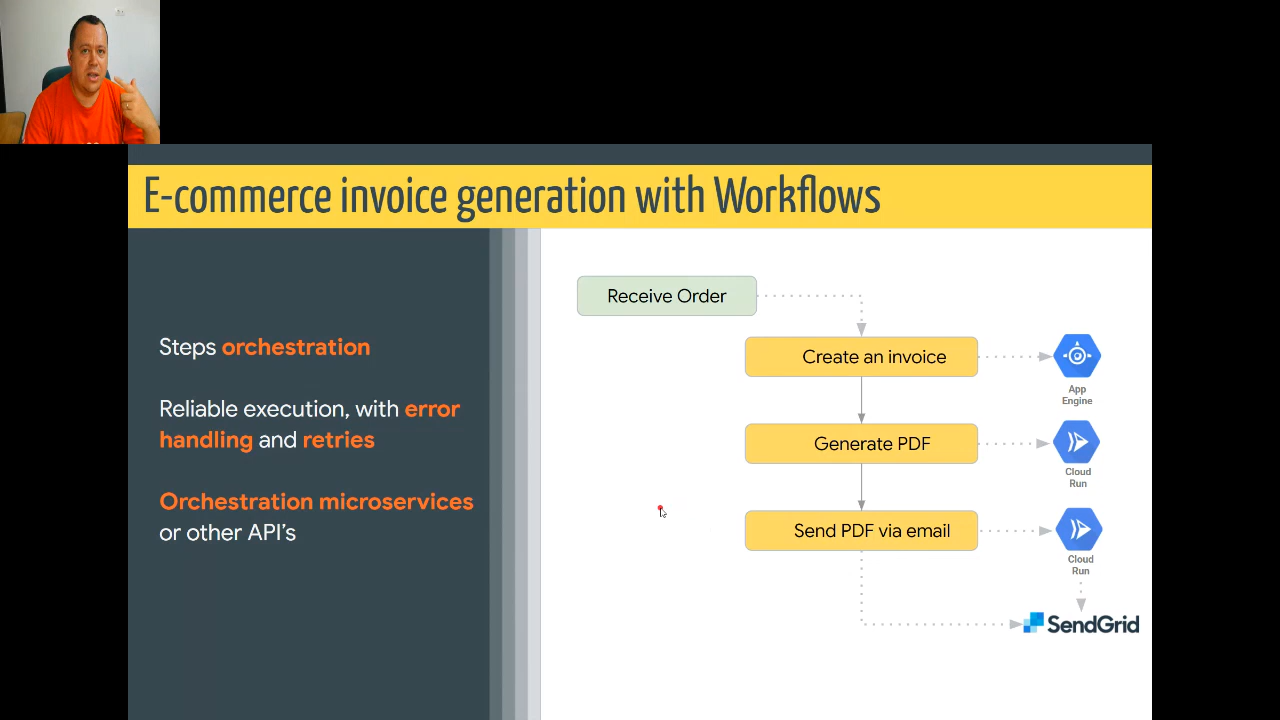 E-commerce invoice generation with Workflows
Steps orchestration
Reliable execution, with error
handling and retries
Orchestration microservices
or other API's
Receive Order
Create an invoice
App
Engine
Generate PDF
Cloud
Run
Send PDF via email
Cloud
Run
SendGrid